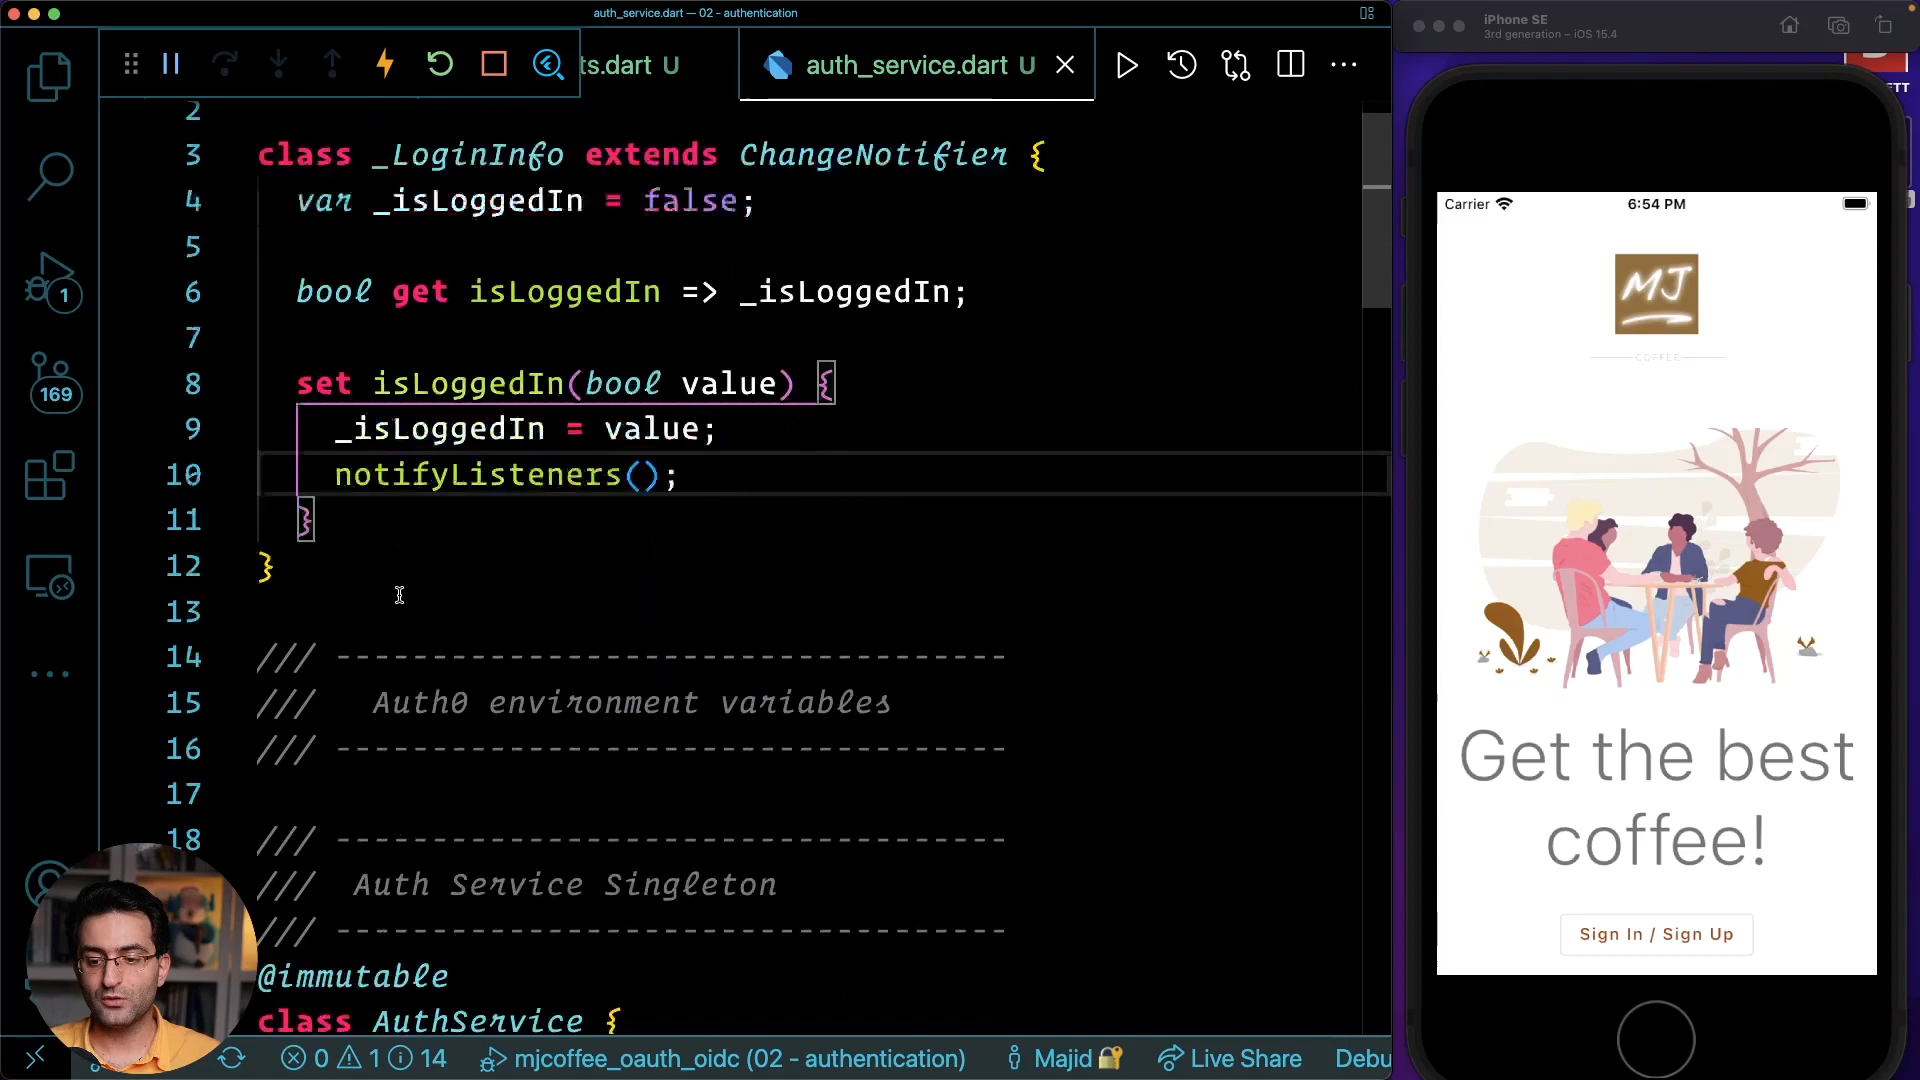 auth_service.dart — 02 - authentication
ts.dart U
auth_service.dart U
2
3 class _LoginInfo extends ChangeNotifier {
4 var _isLoggedIn = false;
5
6 bool get isLoggedIn => _isLoggedIn;
7
8 set isLoggedIn(bool value) {
9 _isLoggedIn = value;
10 notifyListeners();
11 }
12 }
13
14 /// -----------------------------------
15 /// Auth0 environment variables
16 /// -----------------------------------
17
18 /// -----------------------------------
/// Auth Service Singleton
/// -----------------------------------
@immutable
class AuthService {
1
169
0 1 14
mjcoffee_oauth_oidc (02 - authentication)
Majid
Live Share
Debu
iPhone SE
3rd generation – iOS 15.4
ETT
Carrier
6:54 PM
MJ
COFFEE
Get the best
coffee!
Sign In / Sign Up